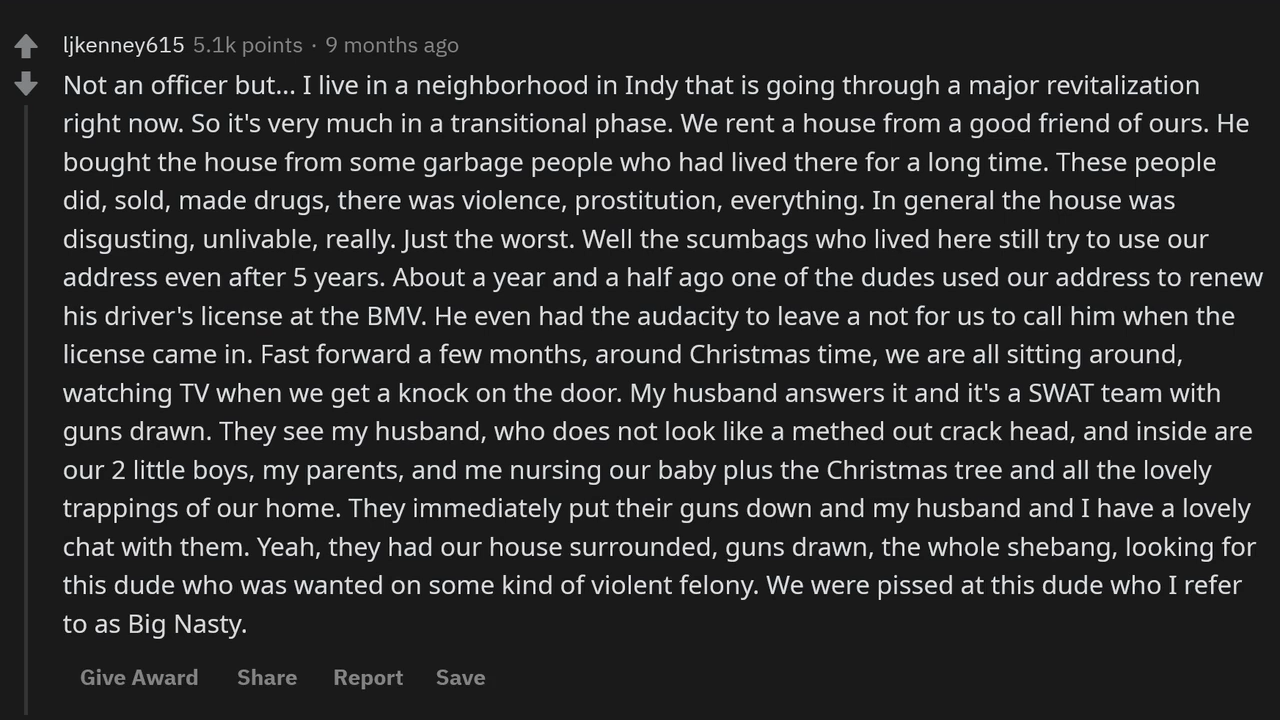 ljkenney615 5.1k points · 9 months ago
Not an officer but... I live in a neighborhood in Indy that is going through a major revitalization
right now. So it's very much in a transitional phase. We rent a house from a good friend of ours. He
bought the house from some garbage people who had lived there for a long time. These people
did, sold, made drugs, there was violence, prostitution, everything. In general the house was
disgusting, unlivable, really. Just the worst. Well the scumbags who lived here still try to use our
address even after 5 years. About a year and a half ago one of the dudes used our address to renew
his driver's license at the BMV. He even had the audacity to leave a not for us to call him when the
license came in. Fast forward a few months, around Christmas time, we are all sitting around,
watching TV when we get a knock on the door. My husband answers it and it's a SWAT team with
guns drawn. They see my husband, who does not look like a methed out crack head, and inside are
our 2 little boys, my parents, and me nursing our baby plus the Christmas tree and all the lovely
trappings of our home. They immediately put their guns down and my husband and I have a lovely
chat with them. Yeah, they had our house surrounded, guns drawn, the whole shebang, looking for
this dude who was wanted on some kind of violent felony. We were pissed at this dude who I refer
to as Big Nasty.
Give Award Share Report Save